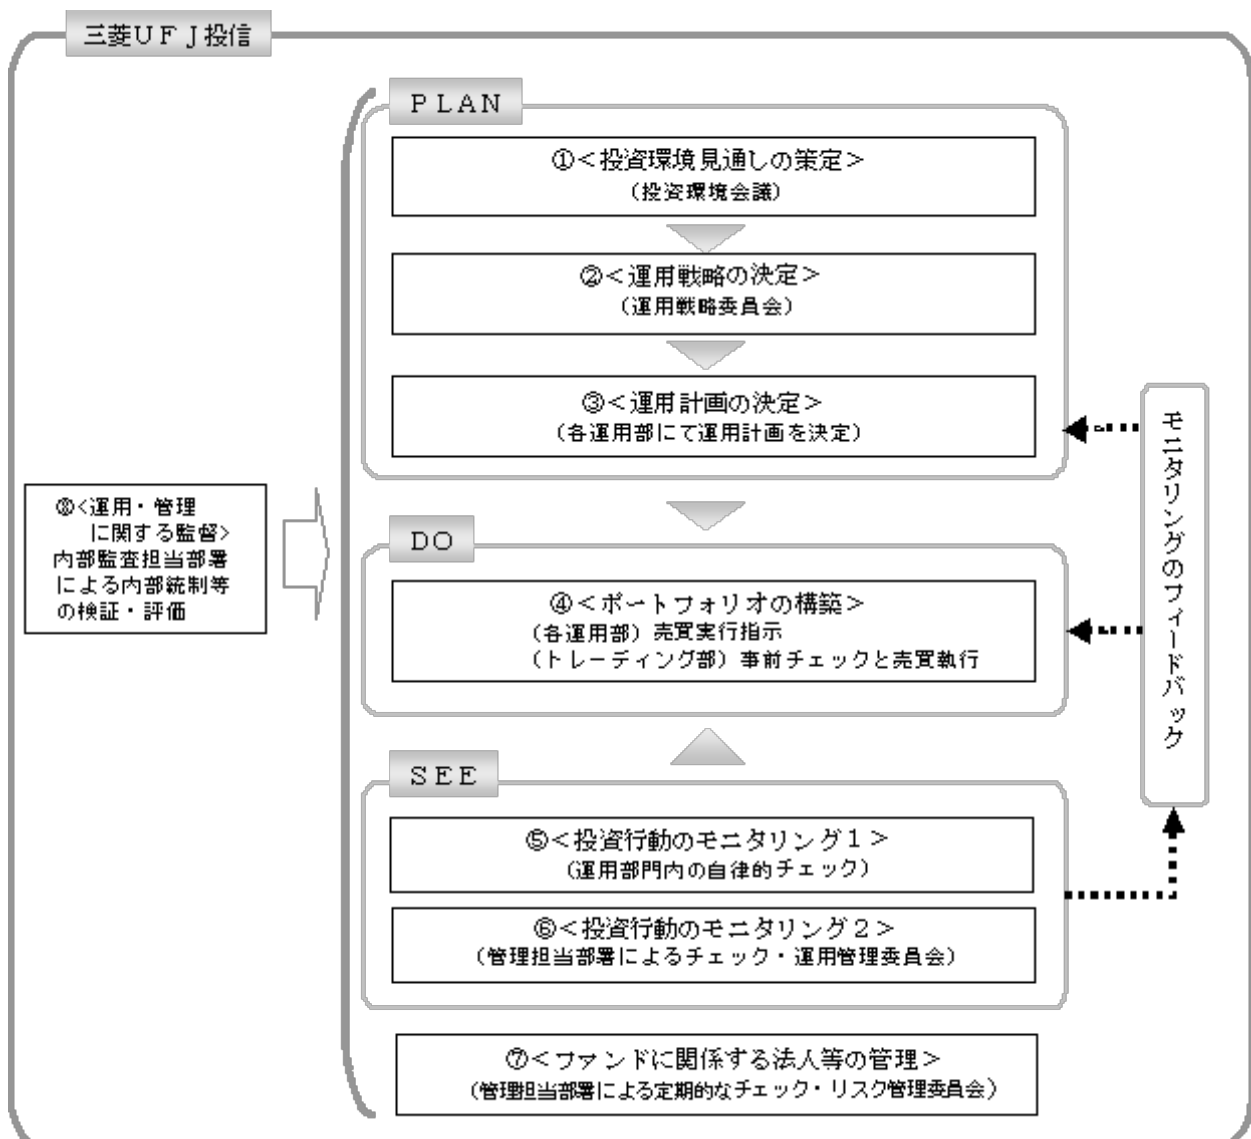 三菱ＵＦＪ投信
ＰＬＡＮ
①＜投資環境見通しの策定＞
（投資環境会議）
②＜運用戦略の決定＞
（運用戦略委員会）
③＜運用計画の決定＞
（各運用部にて運用計画を決定）
⑧<運用・管理
に関する監督>
内部監査担当部署
による内部統制等
の検証・評価
ＤＯ
④＜ポートフォリオの構築＞
（各運用部）売買実行指示
（トレーディング部）事前チェックと売買執行
モニタリングのフィードバック
ＳＥＥ
⑤＜投資行動のモニタリング１＞
（運用部門内の自律的チェック）
⑥＜投資行動のモニタリング２＞
（管理担当部署によるチェック・運用管理委員会）
⑦＜ファンドに関係する法人等の管理＞
（管理担当部署による定期的なチェック・リスク管理委員会）